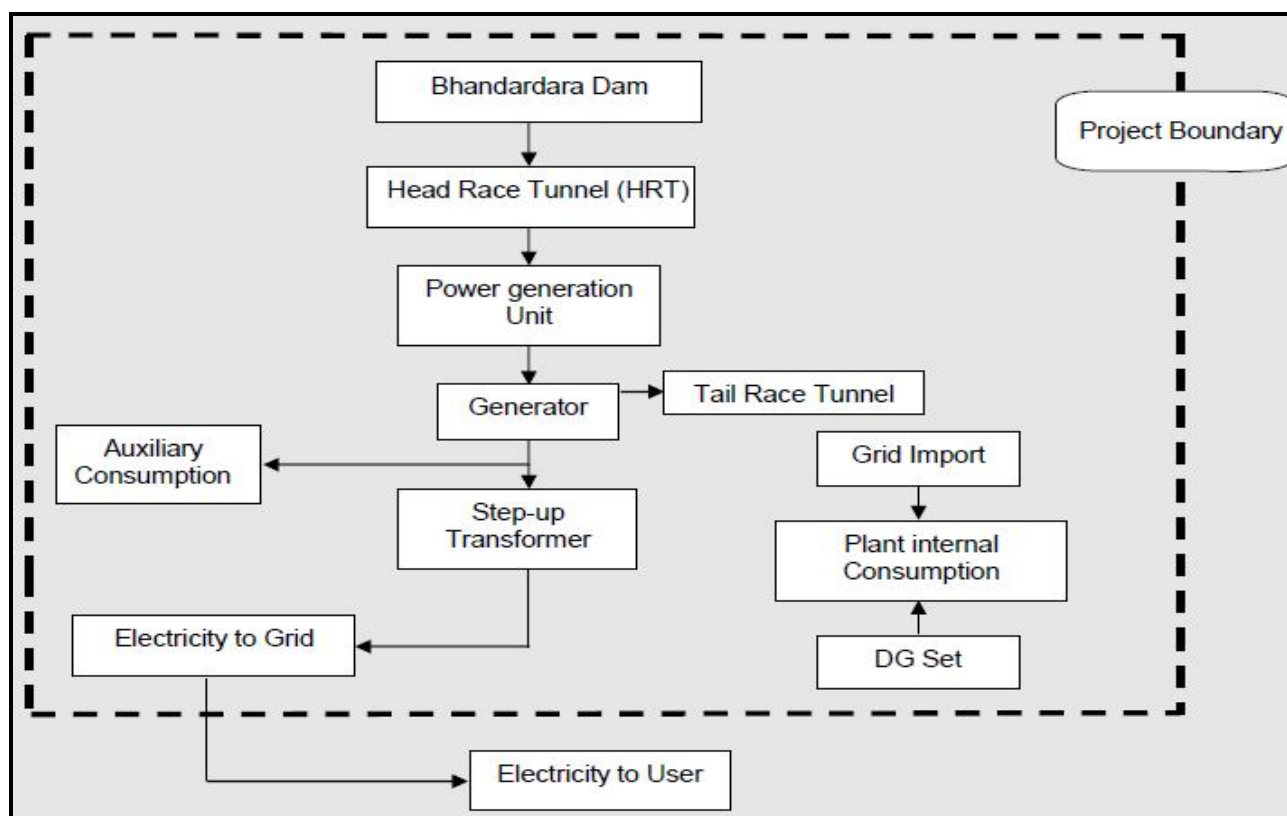 Bhandardara Dam
Project Boundary
Head Race Tunnel (HRT)
Power generation
Unit
Generator
Tail Race Tunnel
Auxiliary
Consumption
Grid Import
Step-up
Transformer
Plant internal
Consumption
Electricity to Grid
DG Set
Electricity to User